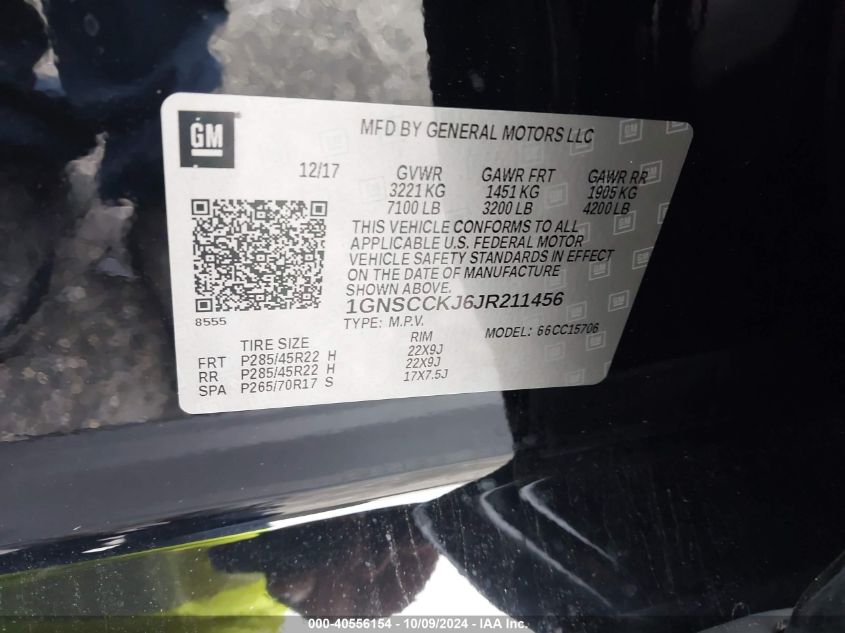 GM
MFD BY GENERAL MOTORS LLC
12/17 GVWR GAWR FRT GAWR RR
3221 KG 1451 KG 1905 KG
7100 LB 3200 LB 4200 LB
THIS VEHICLE CONFORMS TO ALL
APPLICABLE U.S. FEDERAL MOTOR
VEHICLE SAFETY STANDARDS IN EFFECT
ON THE DATE OF MANUFACTURE
SHOWN ABOVE.
1GNSCCKJ6JR211456
8555
TYPE: M.P.V. MODEL: 66CC15706
TIRE SIZE RIM
FRT P285/45R22 H 22X9J
RR P285/45R22 H 22X9J
SPA P265/70R17 S 17X7.5J
000-40556154 - 10/09/2024 - IAA Inc.